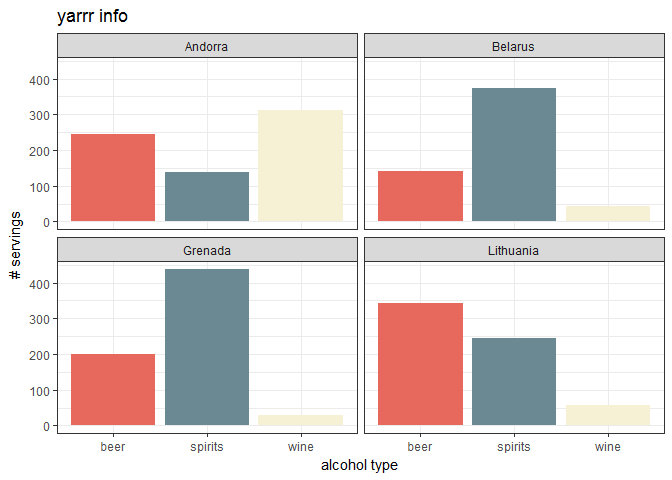 yarrr info
Andorra
Belarus
400
300
200
100
0
Grenada
Lithuania
400
300
200
100
0
# servings
beer
spirits
wine
beer
spirits
wine
alcohol type